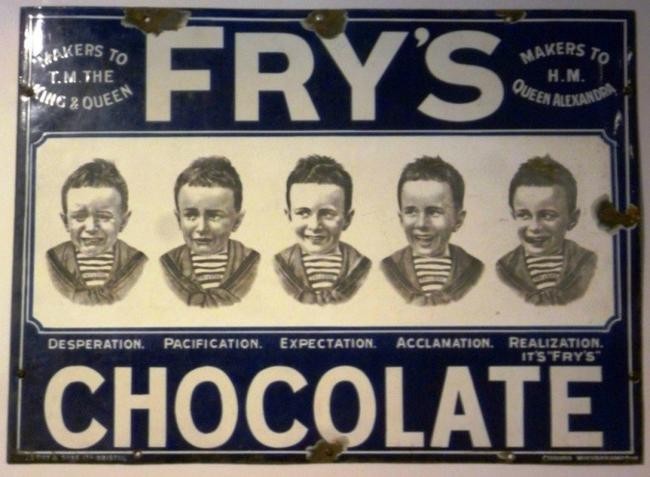 MAKERS TO
T.M. THE
KING & QUEEN
FRY'S
MAKERS TO
H.M.
QUEEN ALEXANDRA
DESPERATION. PACIFICATION. EXPECTATION. ACCLAMATION. REALIZATION.
IT'S "FRY'S"
CHOCOLATE